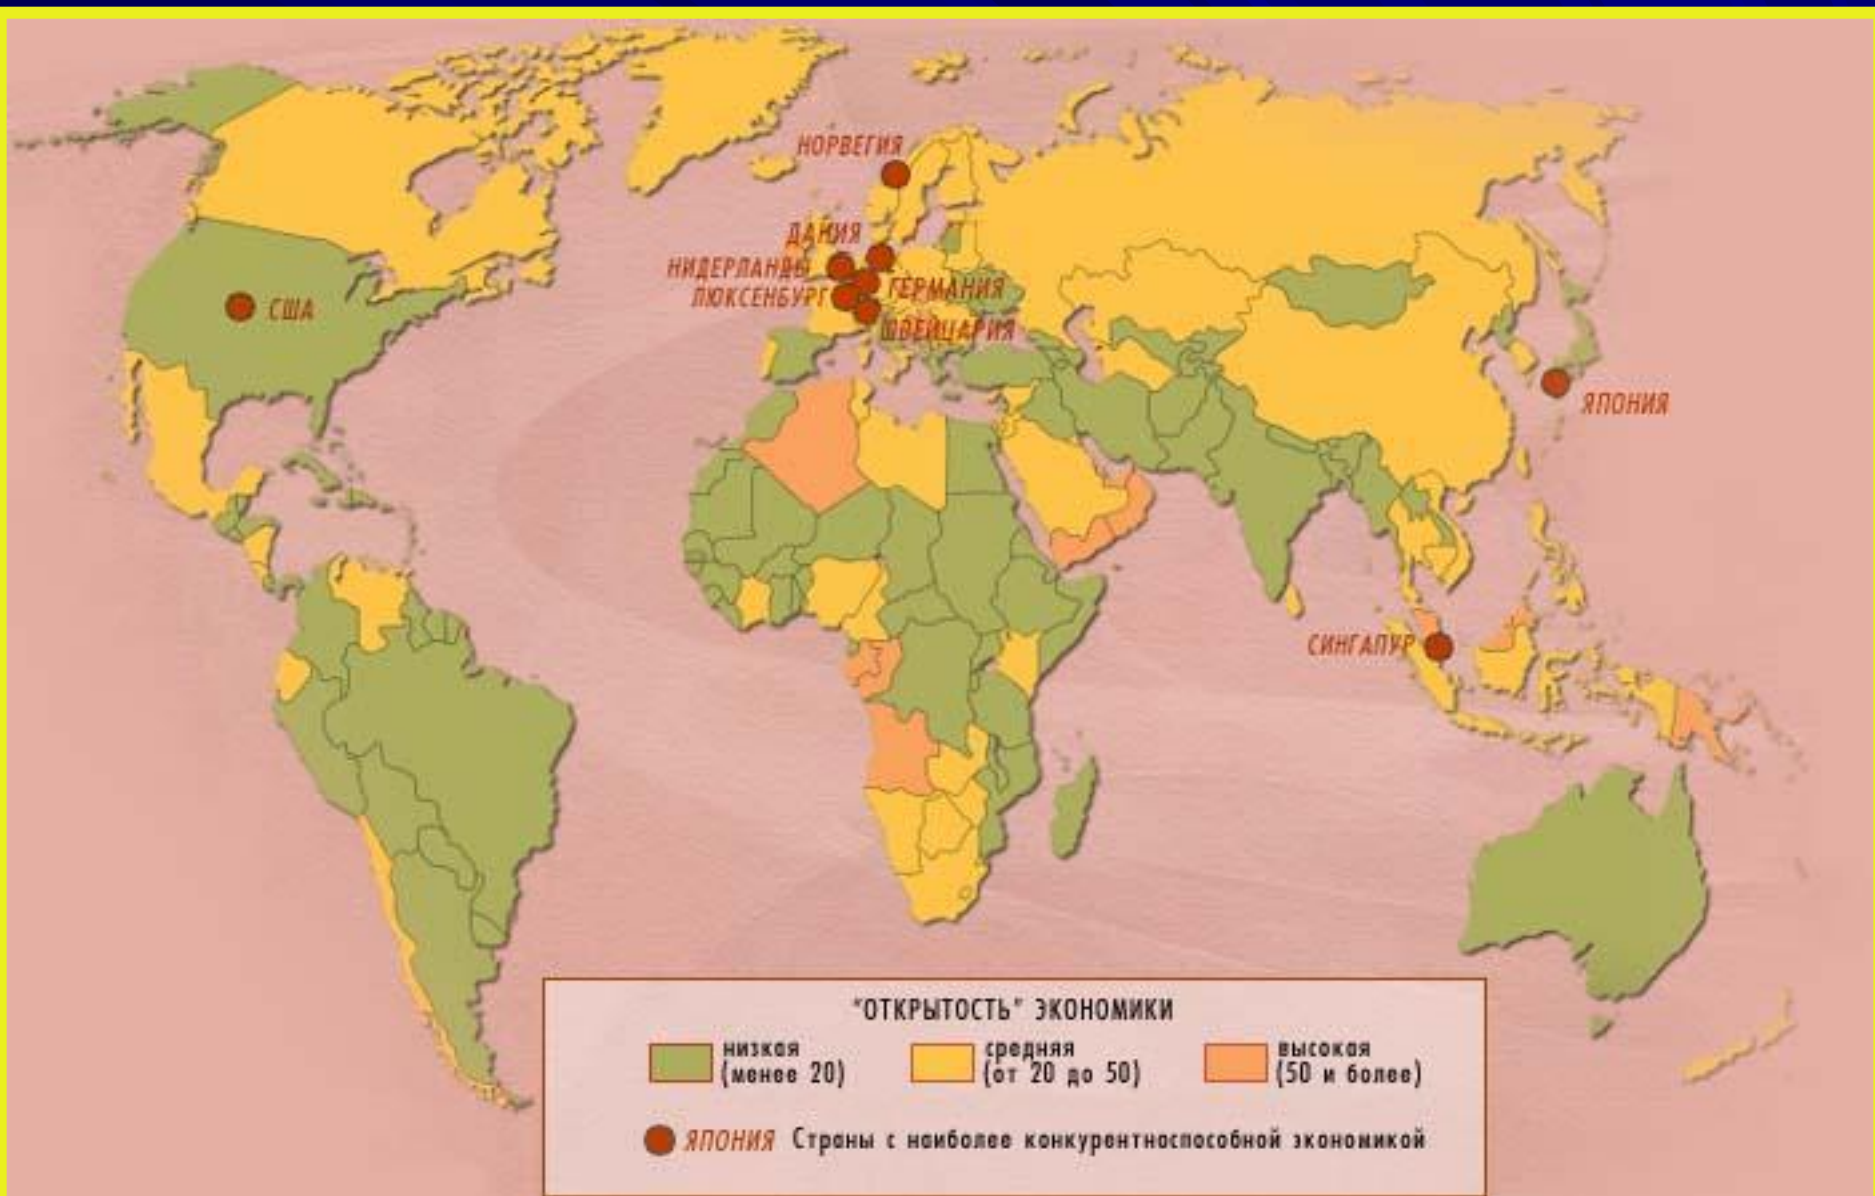 НОРВЕГИЯ
ДАНИЯ
НИДЕРЛАНДЫ
ЛЮКСЕНБУРГ
ГЕРМАНИЯ
ШВЕЙЦАРИЯ
США
ЯПОНИЯ
СИНГАПУР
"ОТКРЫТОСТЬ" ЭКОНОМИКИ
низкая
(менее 20)
средняя
(от 20 до 50)
высокая
(50 и более)
ЯПОНИЯ Страны с наиболее конкурентноспособной экономикой